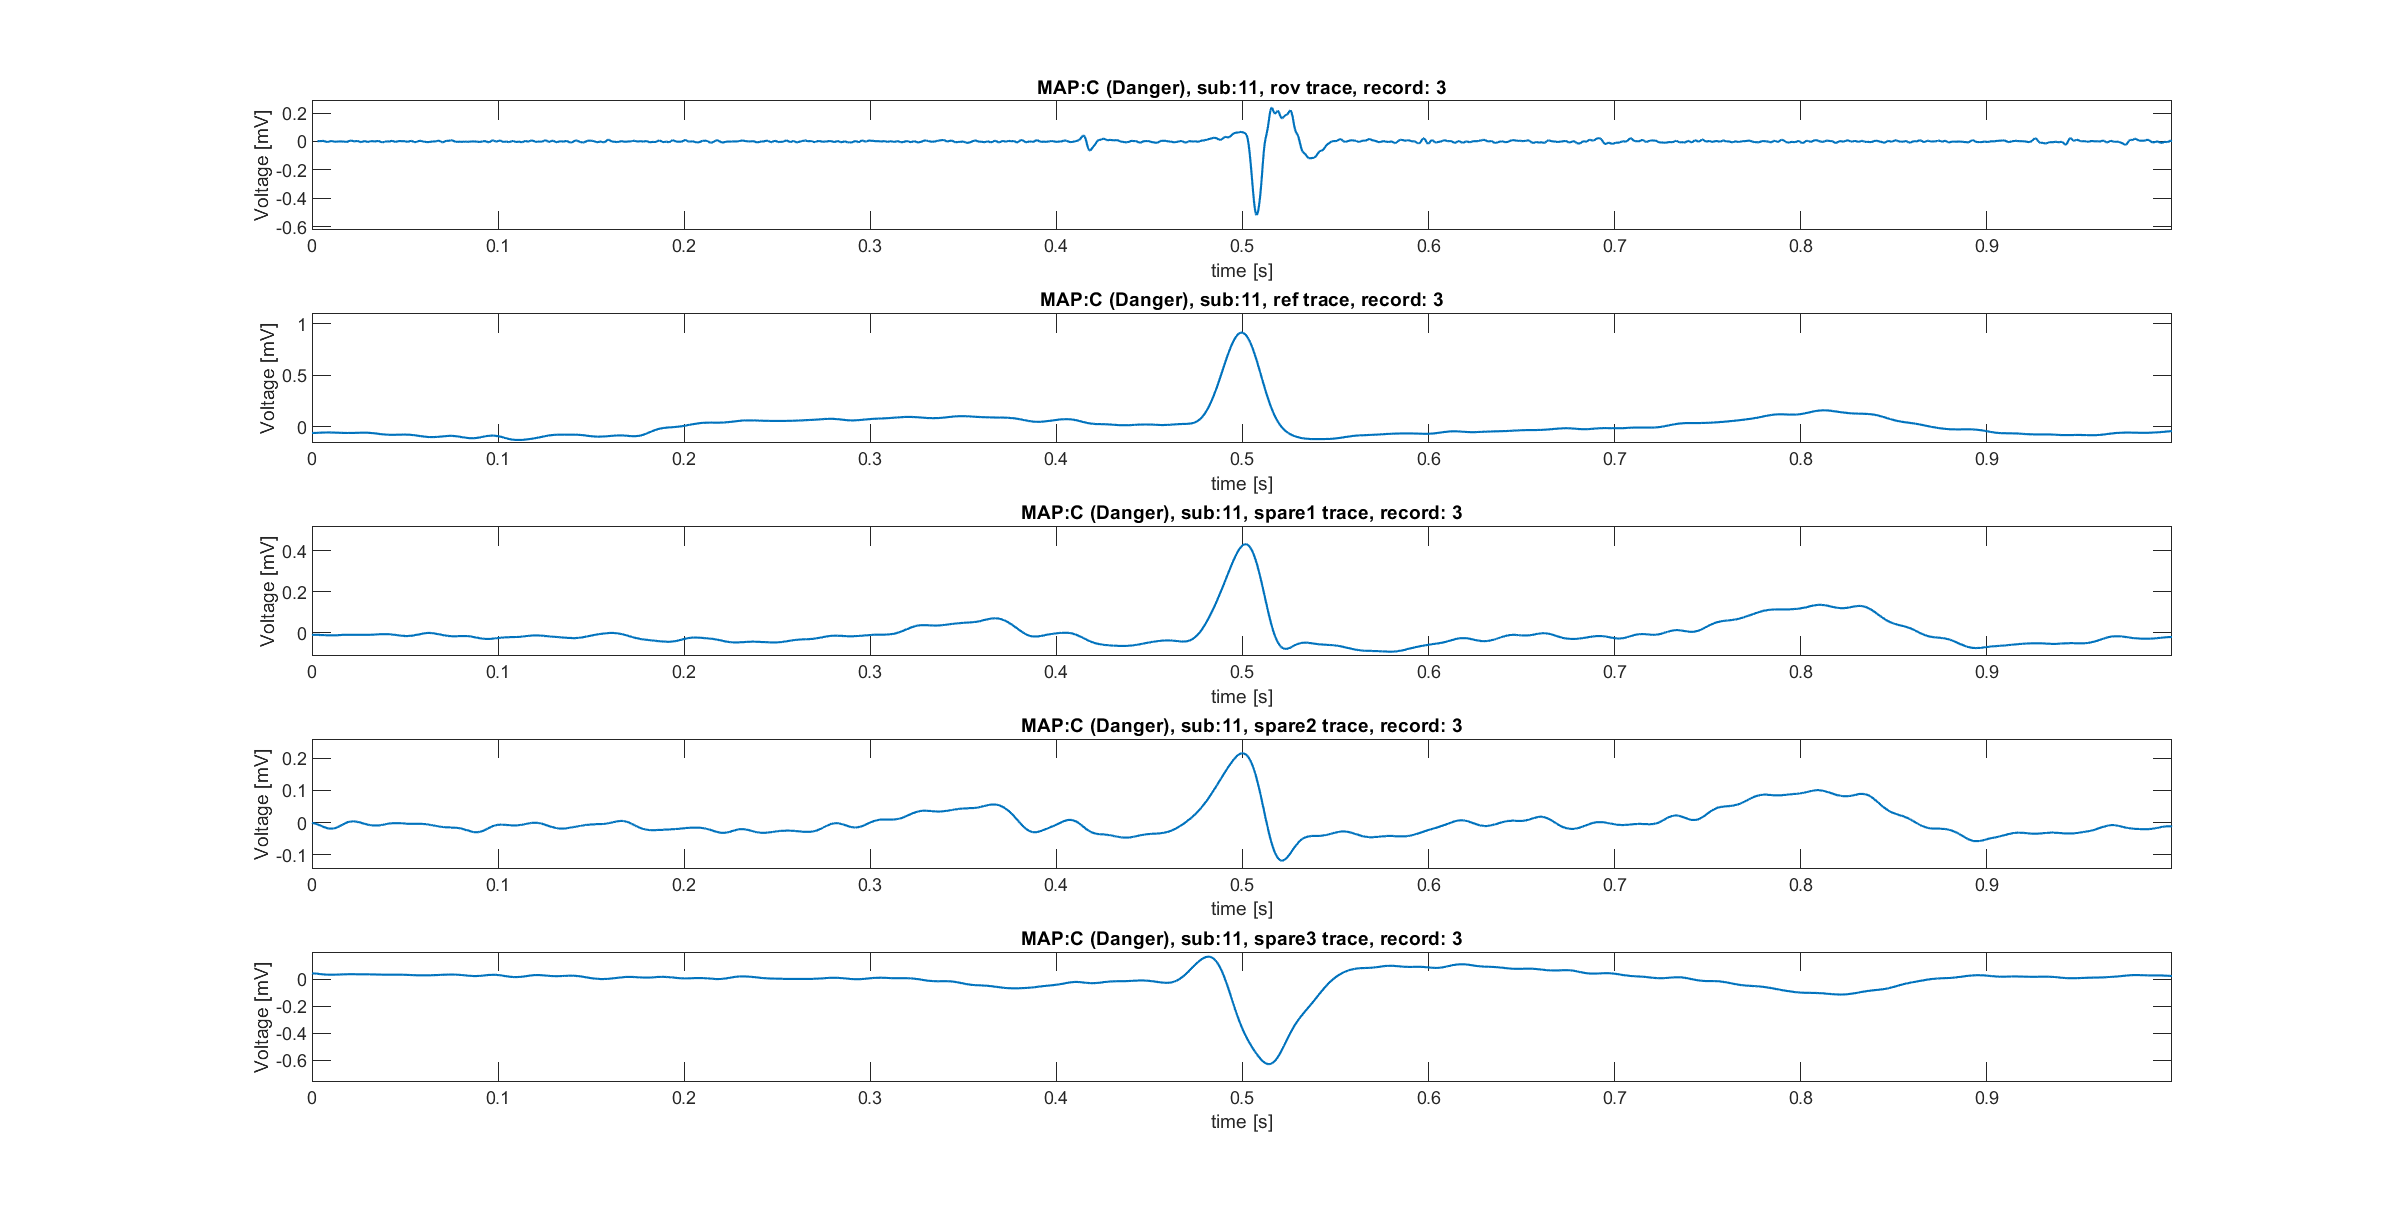 MAP:C (Danger), sub:11, rov trace, record: 3
Voltage [mV]
0.2
0
-0.2
-0.4
-0.6
0 0.1 0.2 0.3 0.4 0.5 0.6 0.7 0.8 0.9
time [s]
MAP:C (Danger), sub:11, ref trace, record: 3
Voltage [mV]
1
0.5
0
0 0.1 0.2 0.3 0.4 0.5 0.6 0.7 0.8 0.9
time [s]
MAP:C (Danger), sub:11, spare1 trace, record: 3
Voltage [mV]
0.4
0.2
0
0 0.1 0.2 0.3 0.4 0.5 0.6 0.7 0.8 0.9
time [s]
MAP:C (Danger), sub:11, spare2 trace, record: 3
Voltage [mV]
0.2
0.1
0
-0.1
0 0.1 0.2 0.3 0.4 0.5 0.6 0.7 0.8 0.9
time [s]
MAP:C (Danger), sub:11, spare3 trace, record: 3
Voltage [mV]
0
-0.2
-0.4
-0.6
0 0.1 0.2 0.3 0.4 0.5 0.6 0.7 0.8 0.9
time [s]